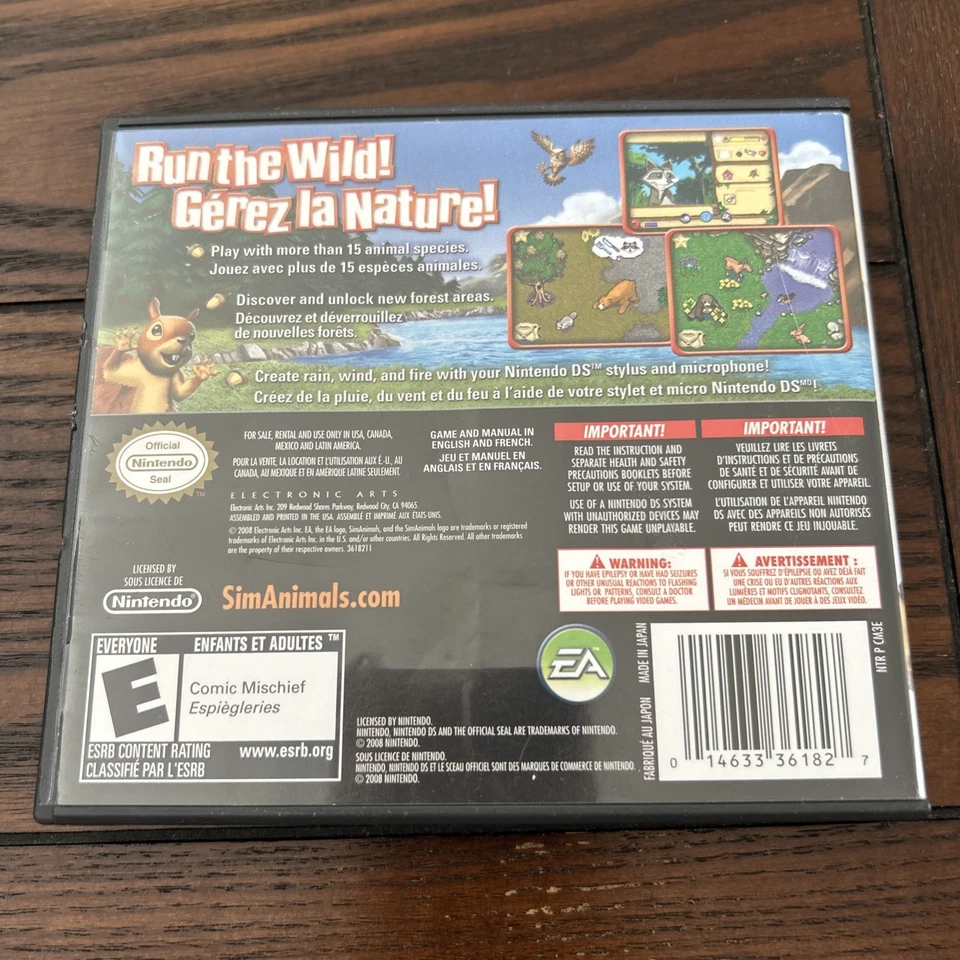 Run the Wild!
Gérez la Nature!
Play with more than 15 animal species.
Jouez avec plus de 15 espèces animales.
Discover and unlock new forest areas.
Découvrez et déverrouillez
de nouvelles forêts.
Create rain, wind, and fire with your Nintendo DS™ stylus and microphone!
Créez de la pluie, du vent et du feu à l'aide de votre stylet et micro Nintendo DS MD!
Official
Nintendo
Seal
TM
FOR SALE, RENTAL AND USE ONLY IN USA, CANADA,
MEXICO AND LATIN AMERICA.
POUR LA VENTE, LA LOCATION ET L'UTILISATION AUX É.-U., AU
CANADA, AU MEXIQUE ET EN AMÉRIQUE LATINE SEULEMENT.
GAME AND MANUAL IN
ENGLISH AND FRENCH.
JEU ET MANUEL EN
ANGLAIS ET EN FRANÇAIS.
ELECTRONIC ARTS
Electronic Arts Inc. 209 Redwood Shores Parkway, Redwood City, CA 94065.
ASSEMBLED AND PRINTED IN THE USA. ASSEMBLÉ ET IMPRIMÉ AUX ÉTATS-UNIS.
© 2008 Electronic Arts Inc. EA, the EA logo, SimAnimals, and the SimAnimals logo are trademarks or registered
trademarks of Electronic Arts Inc. in the U.S. and/or other countries. All Rights Reserved. All other trademarks
are the property of their respective owners. 3618211
IMPORTANT!
READ THE INSTRUCTION AND
SEPARATE HEALTH AND SAFETY
PRECAUTIONS BOOKLETS BEFORE
SETUP OR USE OF YOUR SYSTEM.
USE OF A NINTENDO DS SYSTEM
WITH UNAUTHORIZED DEVICES MAY
RENDER THIS GAME UNPLAYABLE.
IMPORTANT!
VEUILLEZ LIRE LES LIVRETS
D'INSTRUCTIONS ET DE PRÉCAUTIONS
DE SANTÉ ET DE SÉCURITÉ AVANT DE
CONFIGURER ET UTILISER VOTRE APPAREIL.
L'UTILISATION DE L'APPAREIL NINTENDO
DS AVEC DES APPAREILS NON AUTORISÉS
PEUT RENDRE CE JEU INJOUABLE.
WARNING:
IF YOU HAVE EPILEPSY OR HAVE HAD SEIZURES
OR OTHER UNUSUAL REACTIONS TO FLASHING
LIGHTS OR PATTERNS, CONSULT A DOCTOR
BEFORE PLAYING VIDEO GAMES.
AVERTISSEMENT :
SI VOUS SOUFFREZ D'ÉPILEPSIE OU AVEZ DÉJÀ FAIT
UNE CRISE OU EU D'AUTRES RÉACTIONS AUX
LUMIÈRES ET MOTIFS CLIGNOTANTS, CONSULTEZ
UN MÉDECIN AVANT DE JOUER À DES JEUX VIDÉO.
LICENSED BY
SOUS LICENCE DE
Nintendo®
SimAnimals.com
EVERYONE
ENFANTS ET ADULTES ™
E
Comic Mischief
Espiègleries
ESRB CONTENT RATING
www.esrb.org
CLASSIFIÉ PAR L'ESRB
EA
LICENSED BY NINTENDO.
NINTENDO, NINTENDO DS AND THE OFFICIAL SEAL ARE TRADEMARKS OF NINTENDO.
© 2008 NINTENDO.
SOUS LICENCE DE NINTENDO.
NINTENDO, NINTENDO DS ET LE SCEAU OFFICIEL SONT DES MARQUES DE COMMERCE DE NINTENDO.
© 2008 NINTENDO.
FABRIQUÉ AU JAPON MADE IN JAPAN
0 14633 36182 7
NTR P CM3E